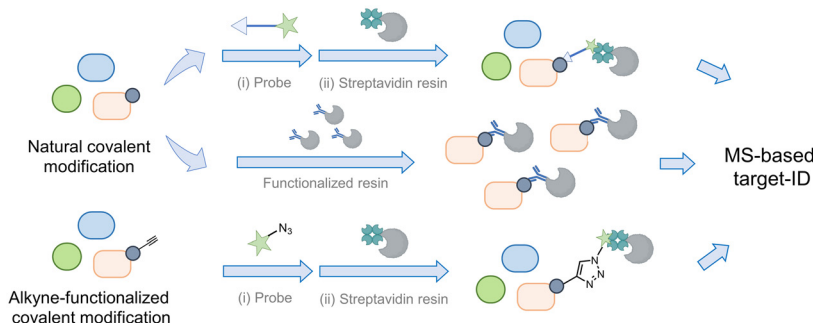 (i) Probe
(ii) Streptavidin resin
Natural covalent
modification
Functionalized resin
MS-based
target-ID
N3
Alkyne-functionalized
covalent modification
(i) Probe
(ii) Streptavidin resin
N
N
N